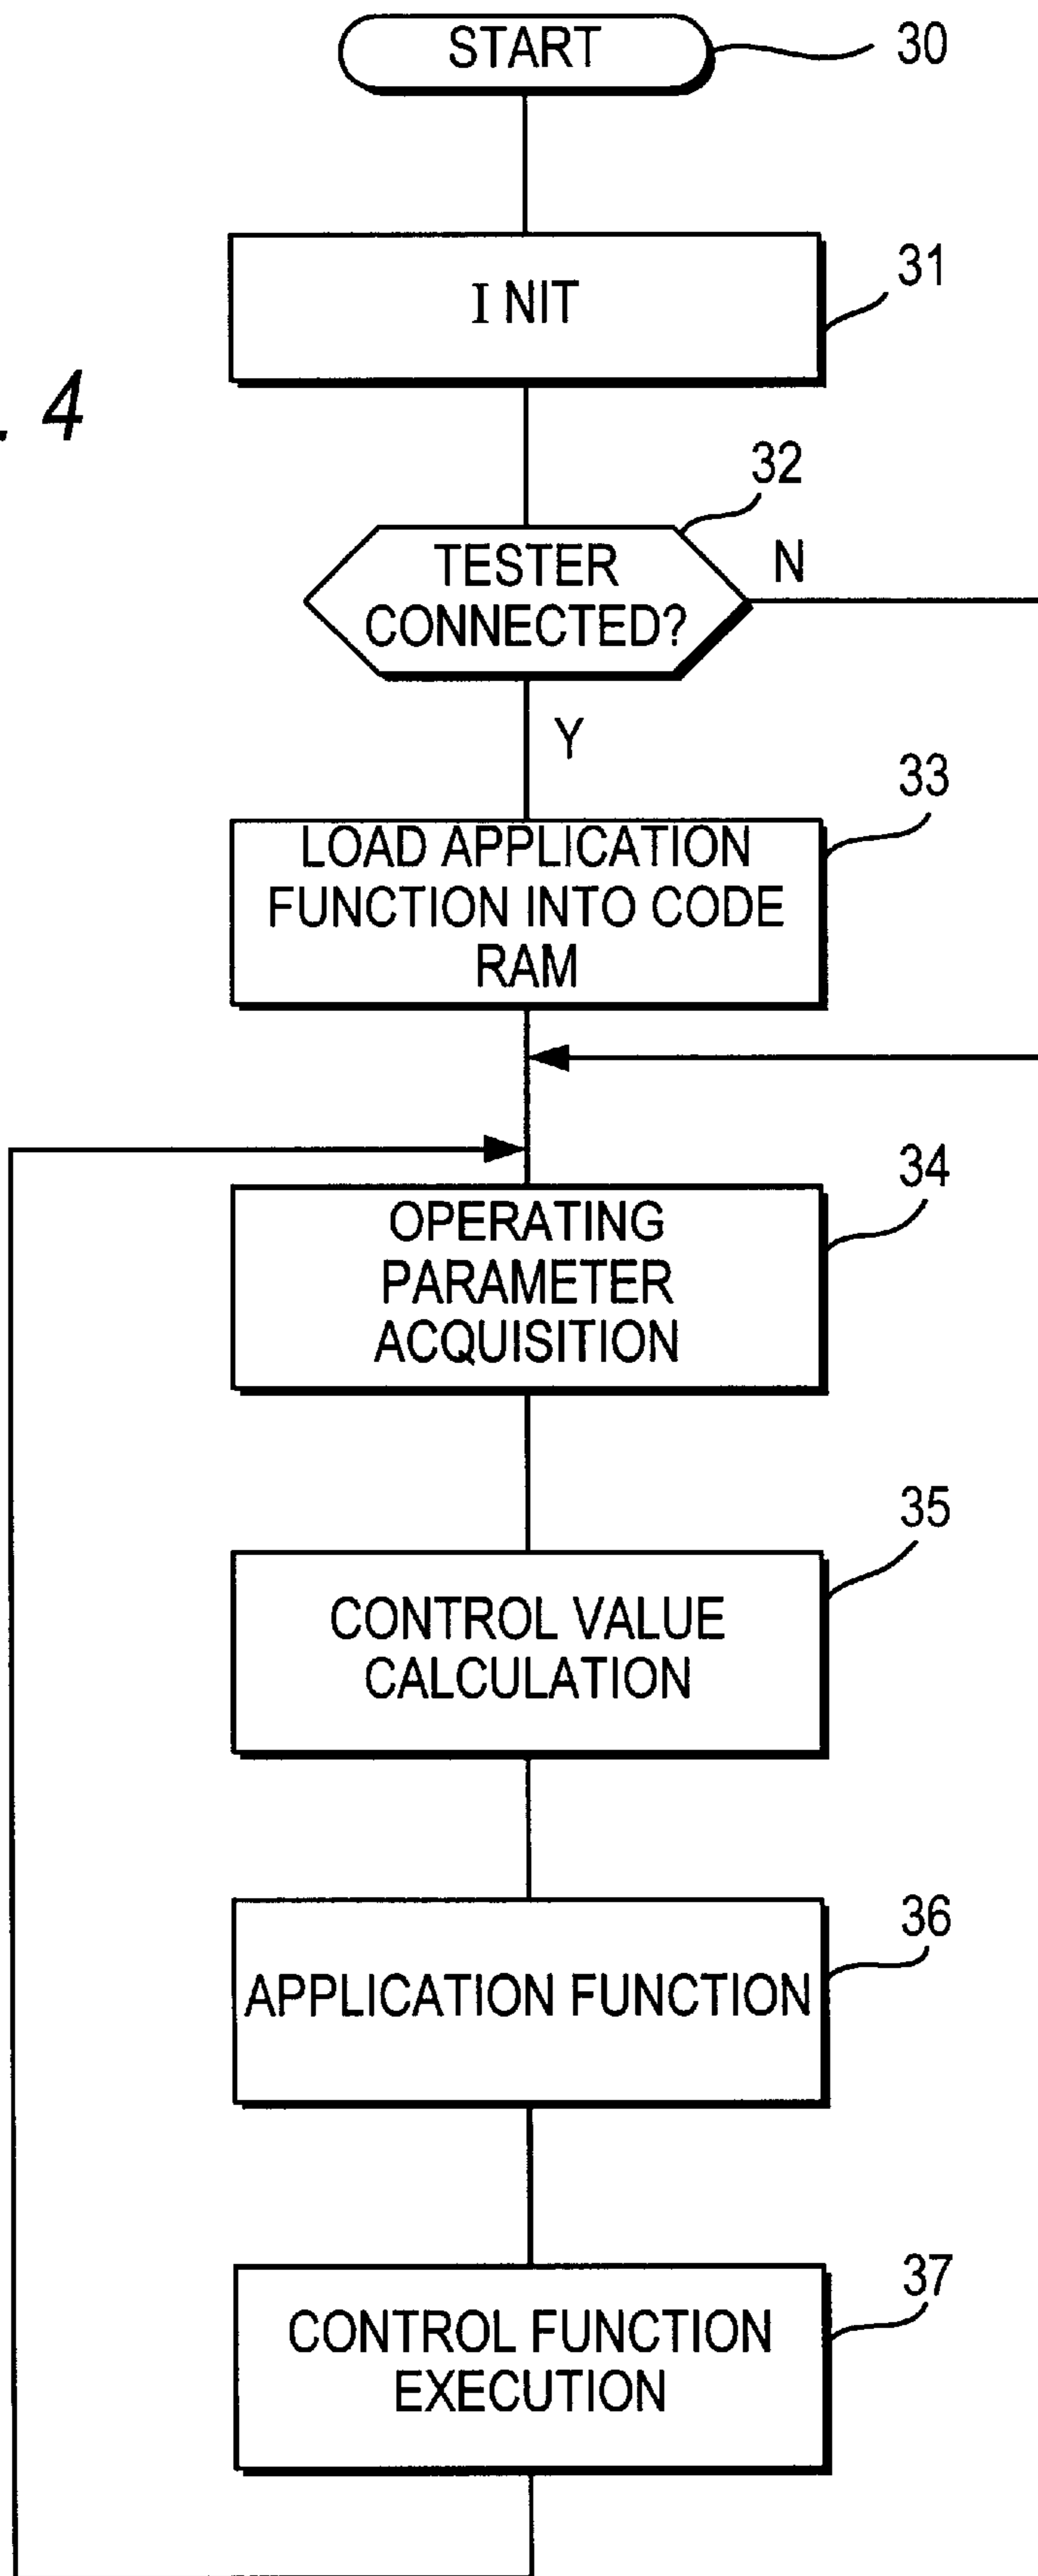 START
30
I NIT
31
. 4
32
TESTER
CONNECTED?
N
Y
33
LOAD APPLICATION
FUNCTION INTO CODE
RAM
34
OPERATING
PARAMETER
ACQUISITION
35
CONTROL VALUE
CALCULATION
36
APPLICATION FUNCTION
37
CONTROL FUNCTION
EXECUTION